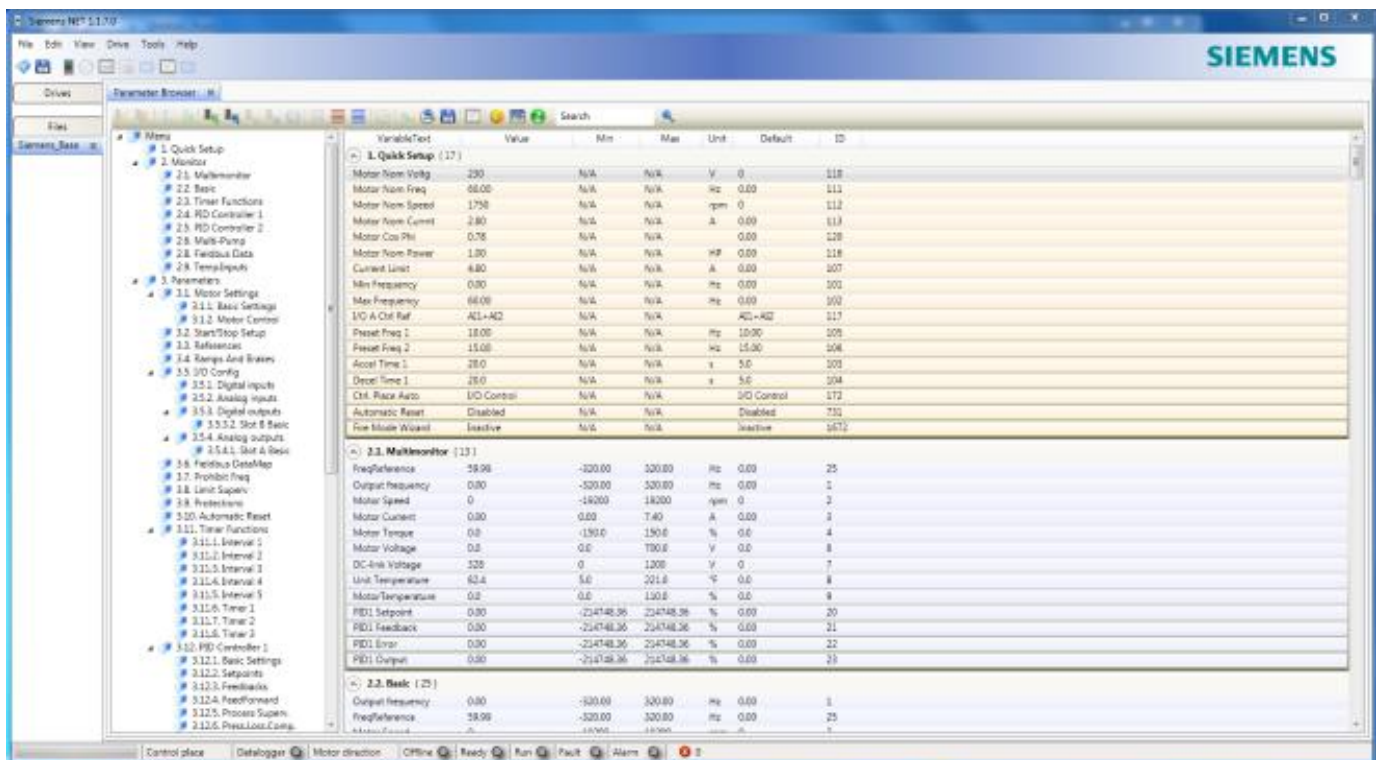 Siemens NET 1.1.7.0
File Edit View Drive Tools Help
SIEMENS
Drives
Parameter Browser
Files
Search
Siemens_Base
Menu
1. Quick Setup
2. Monitor
2.1. Multimonitor
2.2. Basic
2.3. Timer Functions
2.4. PID Controller 1
2.5. PID Controller 2
2.6. Multi-Pump
2.8. Fieldbus Data
2.9. TempInputs
3. Parameters
3.1. Motor Settings
3.1.1. Basic Settings
3.1.2. Motor Control
3.2. Start/Stop Setup
3.3. References
3.4. Ramps And Brakes
3.5. I/O Config
3.5.1. Digital inputs
3.5.2. Analog inputs
3.5.3. Digital outputs
3.5.3.2. Slot B Basic
3.5.4. Analog outputs
3.5.4.1. Slot A Basic
3.6. Fieldbus DataMap
3.7. Prohibit Freq
3.8. Limit Superv
3.9. Protections
3.10. Automatic Reset
3.11. Timer Functions
3.11.1. Interval 1
3.11.2. Interval 2
3.11.3. Interval 3
3.11.4. Interval 4
3.11.5. Interval 5
3.11.6. Timer 1
3.11.7. Timer 2
3.11.8. Timer 3
3.12. PID Controller 1
3.12.1. Basic Settings
3.12.2. Setpoints
3.12.3. Feedbacks
3.12.4. FeedForward
3.12.5. Process Superv.
3.12.6. Press.Loss.Comp.
VariableText Value Min Max Unit Default ID
1. Quick Setup (17)
Motor Nom Voltg 230 N/A N/A V 0 110
Motor Nom Freq 60.00 N/A N/A Hz 0.00 111
Motor Nom Speed 1750 N/A N/A rpm 0 112
Motor Nom Currnt 2.80 N/A N/A A 0.00 113
Motor Cos Phi 0.76 N/A N/A 0.00 120
Motor Nom Power 1.00 N/A N/A HP 0.00 116
Current Limit 4.80 N/A N/A A 0.00 107
Min Frequency 0.00 N/A N/A Hz 0.00 101
Max Frequency 60.00 N/A N/A Hz 0.00 102
I/O A Ctrl Ref AI1+AI2 N/A N/A AI1+AI2 117
Preset Freq 1 10.00 N/A N/A Hz 10.00 105
Preset Freq 2 15.00 N/A N/A Hz 15.00 106
Accel Time 1 20.0 N/A N/A s 5.0 103
Decel Time 1 20.0 N/A N/A s 5.0 104
Ctrl. Place Auto I/O Control N/A N/A I/O Control 172
Automatic Reset Disabled N/A N/A Disabled 731
Fire Mode Wizard Inactive N/A N/A Inactive 1672
2.1. Multimonitor (13)
FreqReference 59.98 -320.00 320.00 Hz 0.00 25
Output frequency 0.00 -320.00 320.00 Hz 0.00 1
Motor Speed 0 -19200 19200 rpm 0 2
Motor Current 0.00 0.00 7.40 A 0.00 3
Motor Torque 0.0 -150.0 150.0 % 0.0 4
Motor Voltage 0.0 0.0 700.0 V 0.0 6
DC-link Voltage 328 0 1200 V 0 7
Unit Temperature 62.4 5.0 221.0 °F 0.0 8
MotorTemperature 0.0 0.0 110.0 % 0.0 9
PID1 Setpoint 0.00 -214748.36 214748.36 % 0.00 20
PID1 Feedback 0.00 -214748.36 214748.36 % 0.00 21
PID1 Error 0.00 -214748.36 214748.36 % 0.00 22
PID1 Output 0.00 -214748.36 214748.36 % 0.00 23
2.2. Basic (25)
Output frequency 0.00 -320.00 320.00 Hz 0.00 1
FreqReference 59.98 -320.00 320.00 Hz 0.00 25
Control place Datalogger Motor direction Offline Ready Run Fault Alarm 0